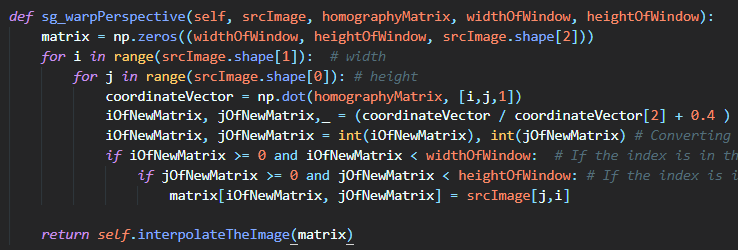 def sg_warpPerspective(self, srcImage, homographyMatrix, widthOfWindow, heightOfWindow):
    matrix = np.zeros((widthOfWindow, heightOfWindow, srcImage.shape[2]))
    for i in range(srcImage.shape[1]):  # width
        for j in range(srcImage.shape[0]): # height
            coordinateVector = np.dot(homographyMatrix, [i,j,1])
            iOfNewMatrix, jOfNewMatrix,_ = (coordinateVector / coordinateVector[2] + 0.4 )
            iOfNewMatrix, jOfNewMatrix = int(iOfNewMatrix), int(jOfNewMatrix) # Converting
            if iOfNewMatrix >= 0 and iOfNewMatrix < widthOfWindow:  # If the index is in th
                if jOfNewMatrix >= 0 and jOfNewMatrix < heightOfWindow: # If the index is i
                    matrix[iOfNewMatrix, jOfNewMatrix] = srcImage[j,i]
    return self.interpolateTheImage(matrix)